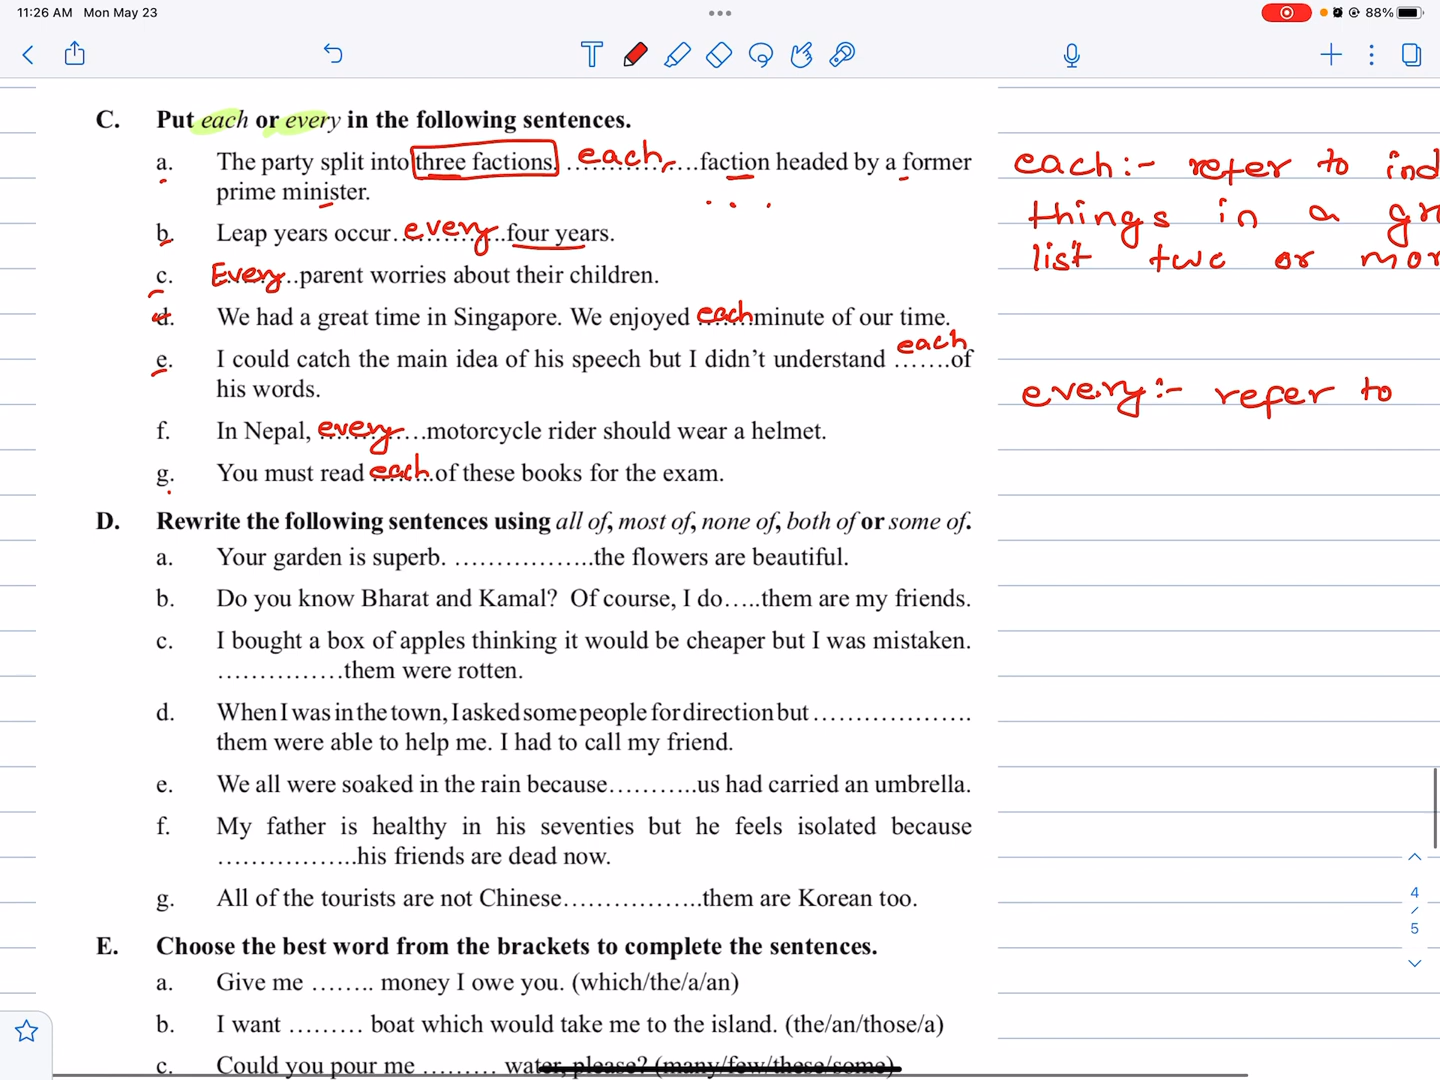 11:26 AM Mon May 23
88%
C. Put each or every in the following sentences.
a. The party split into three factions, ............each......faction headed by a former
prime minister.
b. Leap years occur...every...four years.
c. Every..parent worries about their children.
d. We had a great time in Singapore. We enjoyed each minute of our time.
e. I could catch the main idea of his speech but I didn't understand each .......of
his words.
f. In Nepal, every....motorcycle rider should wear a helmet.
g. You must read each..of these books for the exam.
each:- refer to ind
things in a gr
list two or mor
every:- refer to
D. Rewrite the following sentences using all of, most of, none of, both of or some of.
a. Your garden is superb. ……………..the flowers are beautiful.
b. Do you know Bharat and Kamal? Of course, I do…..them are my friends.
c. I bought a box of apples thinking it would be cheaper but I was mistaken.
……………them were rotten.
d. When I was in the town, I asked some people for direction but ……………….
them were able to help me. I had to call my friend.
e. We all were soaked in the rain because………..us had carried an umbrella.
f. My father is healthy in his seventies but he feels isolated because
……………..his friends are dead now.
g. All of the tourists are not Chinese……………..them are Korean too.
E. Choose the best word from the brackets to complete the sentences.
a. Give me …….. money I owe you. (which/the/a/an)
b. I want ……… boat which would take me to the island. (the/an/those/a)
c. Could you pour me ……… water, please? (many/few/these/some)
4
/
5